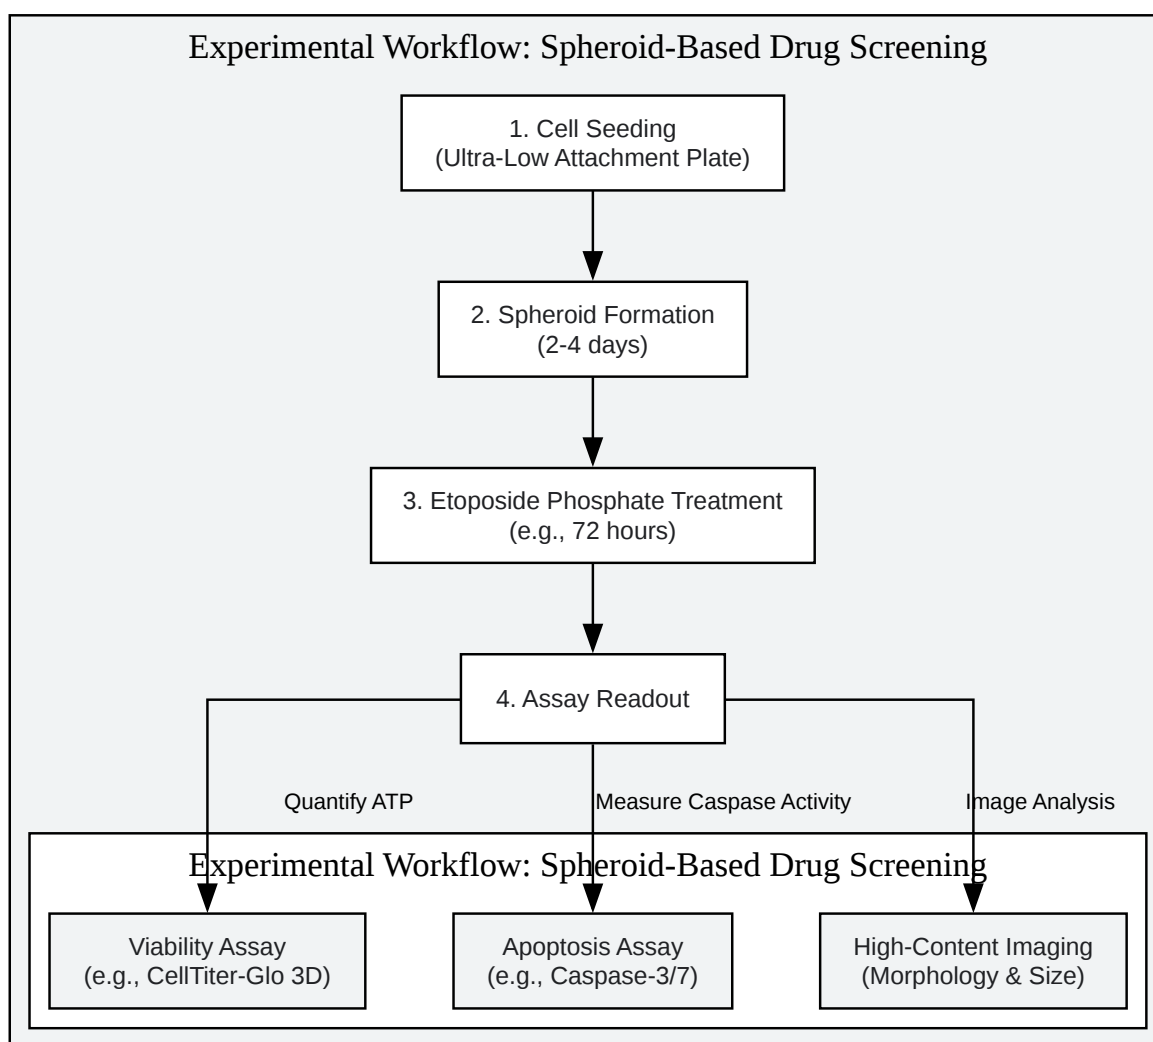 Experimental Workflow: Spheroid-Based Drug Screening
1. Cell Seeding
(Ultra-Low Attachment Plate)
2. Spheroid Formation
(2-4 days)
3. Etoposide Phosphate Treatment
(e.g., 72 hours)
4. Assay Readout
Quantify ATP
Measure Caspase Activity
Image Analysis
Experimental Workflow: Spheroid-Based Drug Screening
Viability Assay
(e.g., CellTiter-Glo 3D)
Apoptosis Assay
(e.g., Caspase-3/7)
High-Content Imaging
(Morphology & Size)